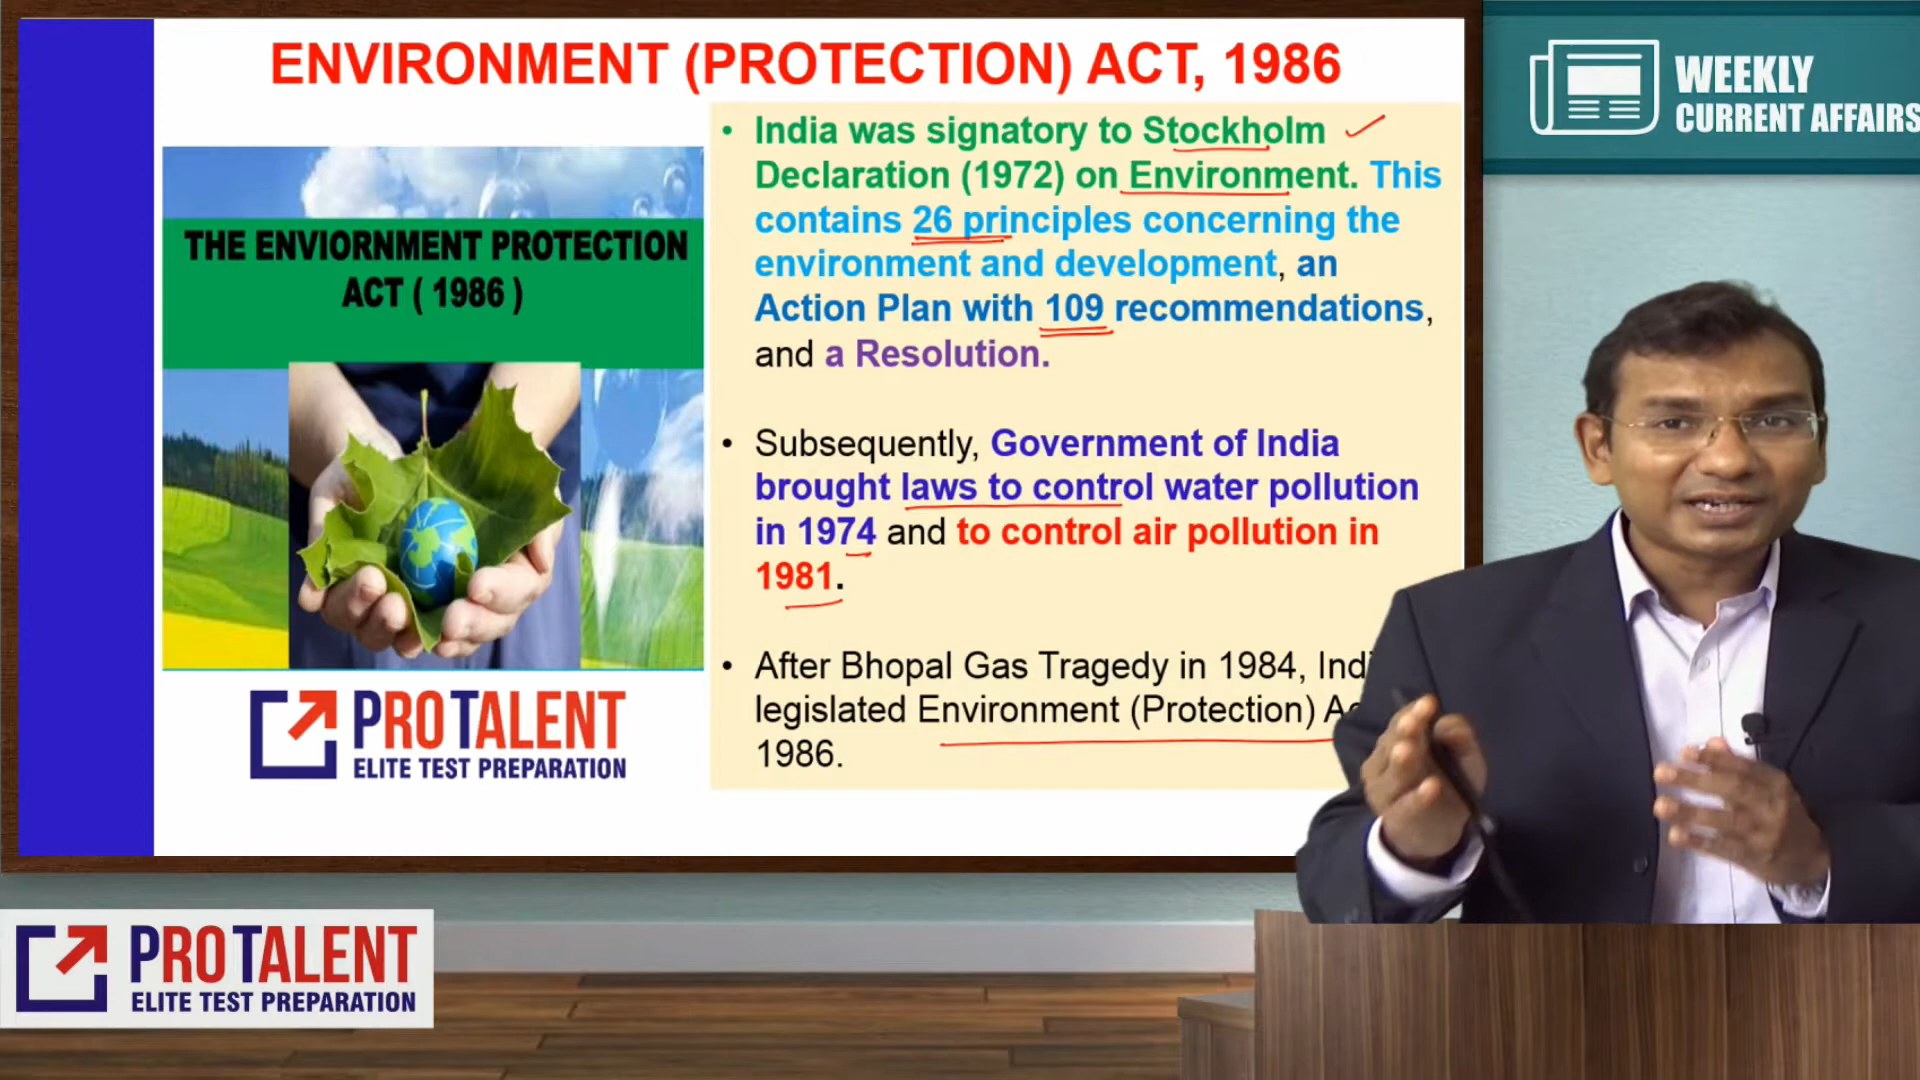 ENVIRONMENT (PROTECTION) ACT, 1986
WEEKLY
CURRENT AFFAIRS
THE ENVIORNMENT PROTECTION
ACT ( 1986 )
PROTALENT
ELITE TEST PREPARATION
• India was signatory to Stockholm
Declaration (1972) on Environment. This
contains 26 principles concerning the
environment and development, an
Action Plan with 109 recommendations,
and a Resolution.
• Subsequently, Government of India
brought laws to control water pollution
in 1974 and to control air pollution in
1981.
• After Bhopal Gas Tragedy in 1984,
legislated Environment (Protection)
1986.
PROTALENT
ELITE TEST PREPARATION